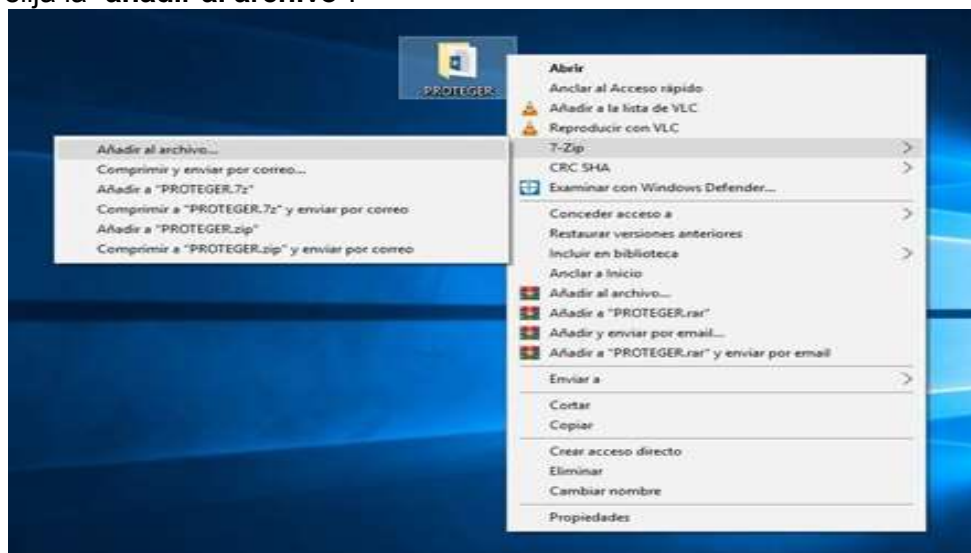 "añadir al archivo".
PROTEGER
Abrir
Anclar al Acceso rápido
Añadir a la lista de VLC
Reproducir con VLC
7-Zip
CRC SHA
Examinar con Windows Defender...
Conceder acceso a
Restaurar versiones anteriores
Incluir en biblioteca
Anclar a Inicio
Añadir al archivo...
Añadir a "PROTEGER.rar"
Añadir y enviar por email...
Añadir a "PROTEGER.rar" y enviar por email
Enviar a
Cortar
Copiar
Crear acceso directo
Eliminar
Cambiar nombre
Propiedades
Añadir al archivo...
Comprimir y enviar por correo...
Añadir a "PROTEGER.7z"
Comprimir a "PROTEGER.7z" y enviar por correo
Añadir a "PROTEGER.zip"
Comprimir a "PROTEGER.zip" y enviar por correo